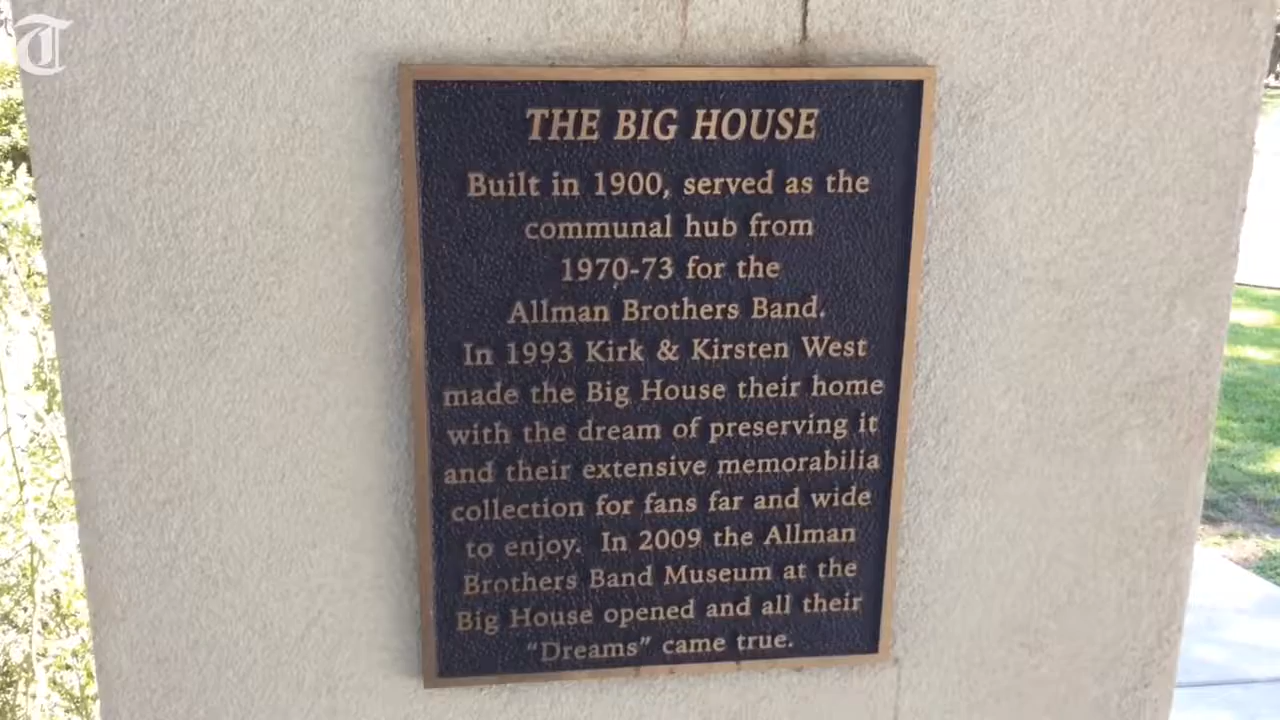 T
THE BIG HOUSE
Built in 1900, served as the
communal hub from
1970-73 for the
Allman Brothers Band.
In 1993 Kirk & Kirsten West
made the Big House their home
with the dream of preserving it
and their extensive memorabilia
collection for fans far and wide
to enjoy. In 2009 the Allman
Brothers Band Museum at the
Big House opened and all their
"Dreams" came true.